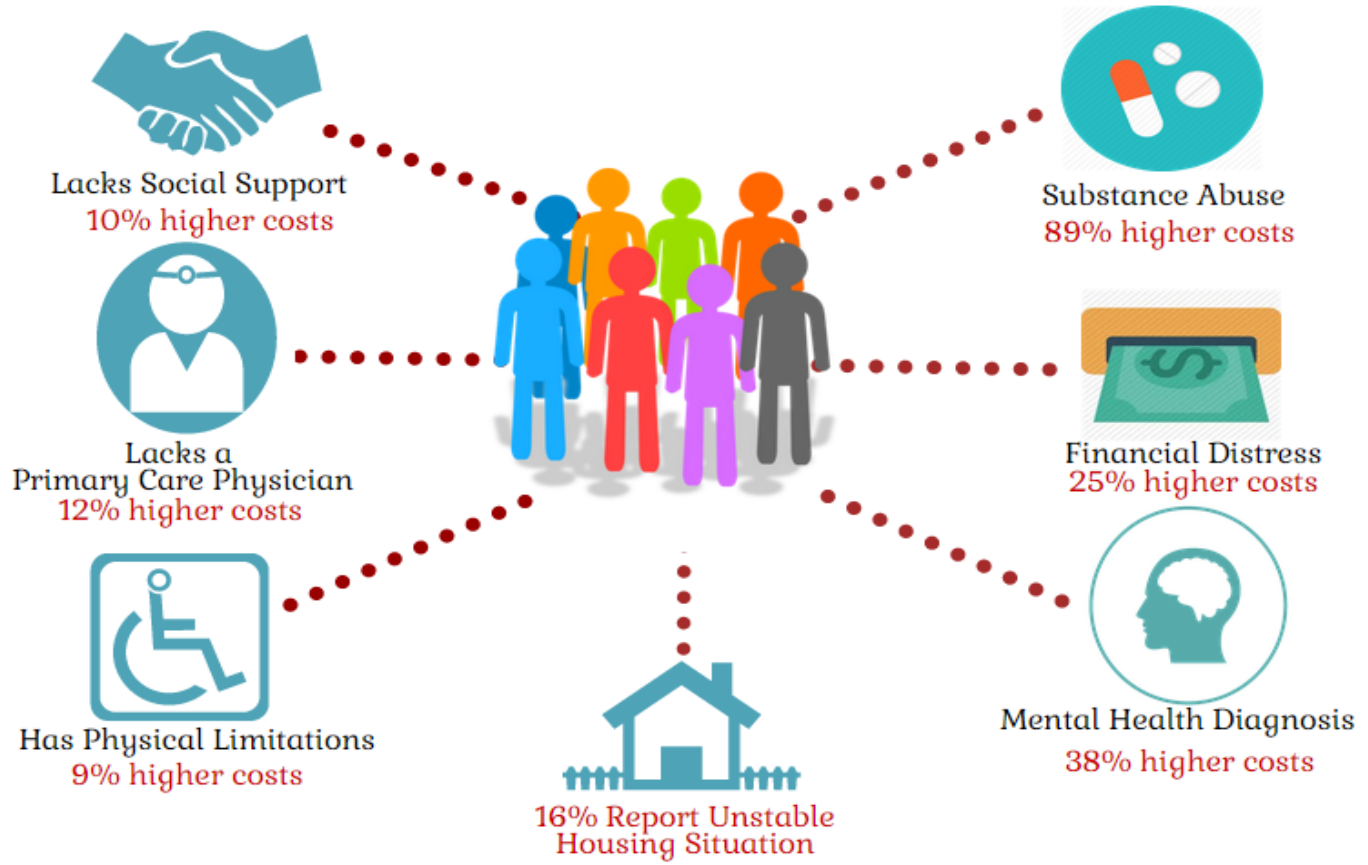 Lacks Social Support
10% higher costs
Lacks a
Primary Care Physician
12% higher costs
Has Physical Limitations
9% higher costs
16% Report Unstable
Housing Situation
Substance Abuse
89% higher costs
Financial Distress
25% higher costs
Mental Health Diagnosis
38% higher costs